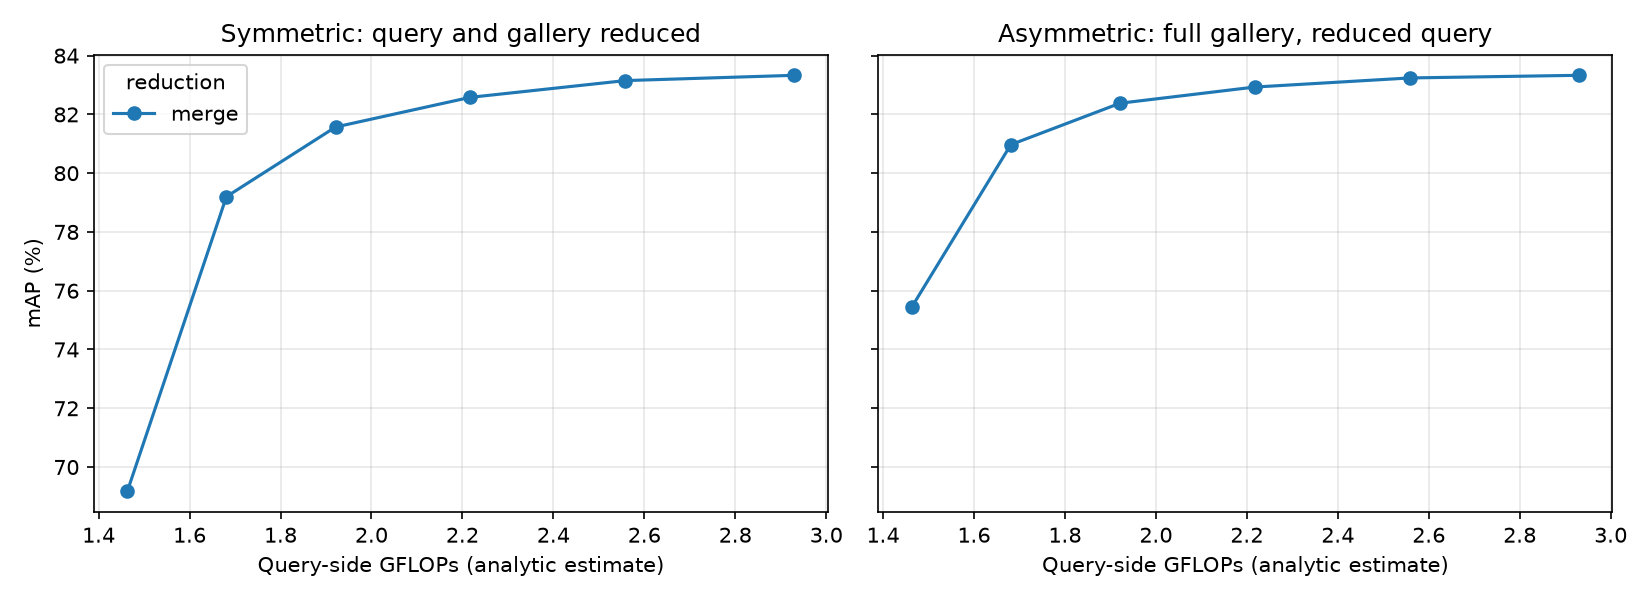 Symmetric: query and gallery reduced
Asymmetric: full gallery, reduced query
reduction
merge
mAP (%)
84
82
80
78
76
74
72
70
1.4 1.6 1.8 2.0 2.2 2.4 2.6 2.8 3.0
1.4 1.6 1.8 2.0 2.2 2.4 2.6 2.8 3.0
Query-side GFLOPs (analytic estimate)
Query-side GFLOPs (analytic estimate)